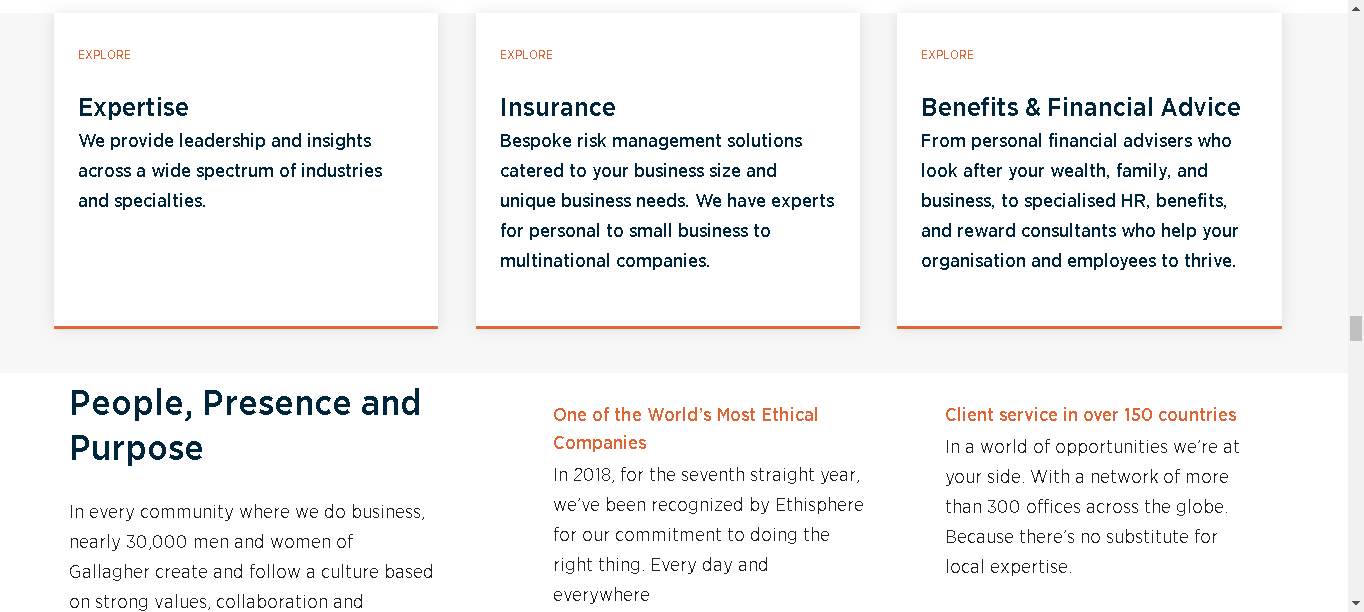 EXPLORE
Expertise
We provide leadership and insights
across a wide spectrum of industries
and specialties.
EXPLORE
Insurance
Bespoke risk management solutions
catered to your business size and
unique business needs. We have experts
for personal to small business to
multinational companies.
EXPLORE
Benefits & Financial Advice
From personal financial advisers who
look after your wealth, family, and
business, to specialised HR, benefits,
and reward consultants who help your
organisation and employees to thrive.
People, Presence and
Purpose
In every community where we do business,
nearly 30,000 men and women of
Gallagher create and follow a culture based
on strong values, collaboration and
One of the World's Most Ethical
Companies
In 2018, for the seventh straight year,
we've been recognized by Ethisphere
for our commitment to doing the
right thing. Every day and
everywhere
Client service in over 150 countries
In a world of opportunities we're at
your side. With a network of more
than 300 offices across the globe.
Because there's no substitute for
local expertise.